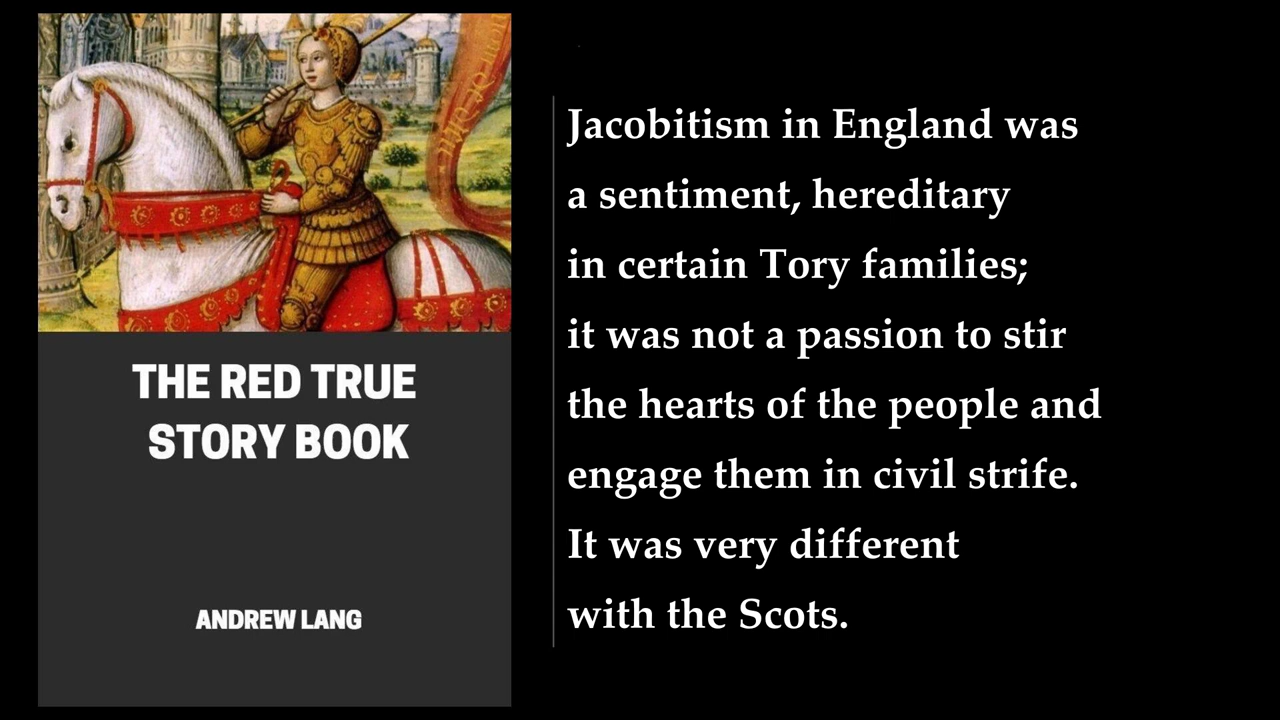 THE RED TRUE
STORY BOOK
ANDREW LANG
Jacobitism in England was
a sentiment, hereditary
in certain Tory families;
it was not a passion to stir
the hearts of the people and
engage them in civil strife.
It was very different
with the Scots.